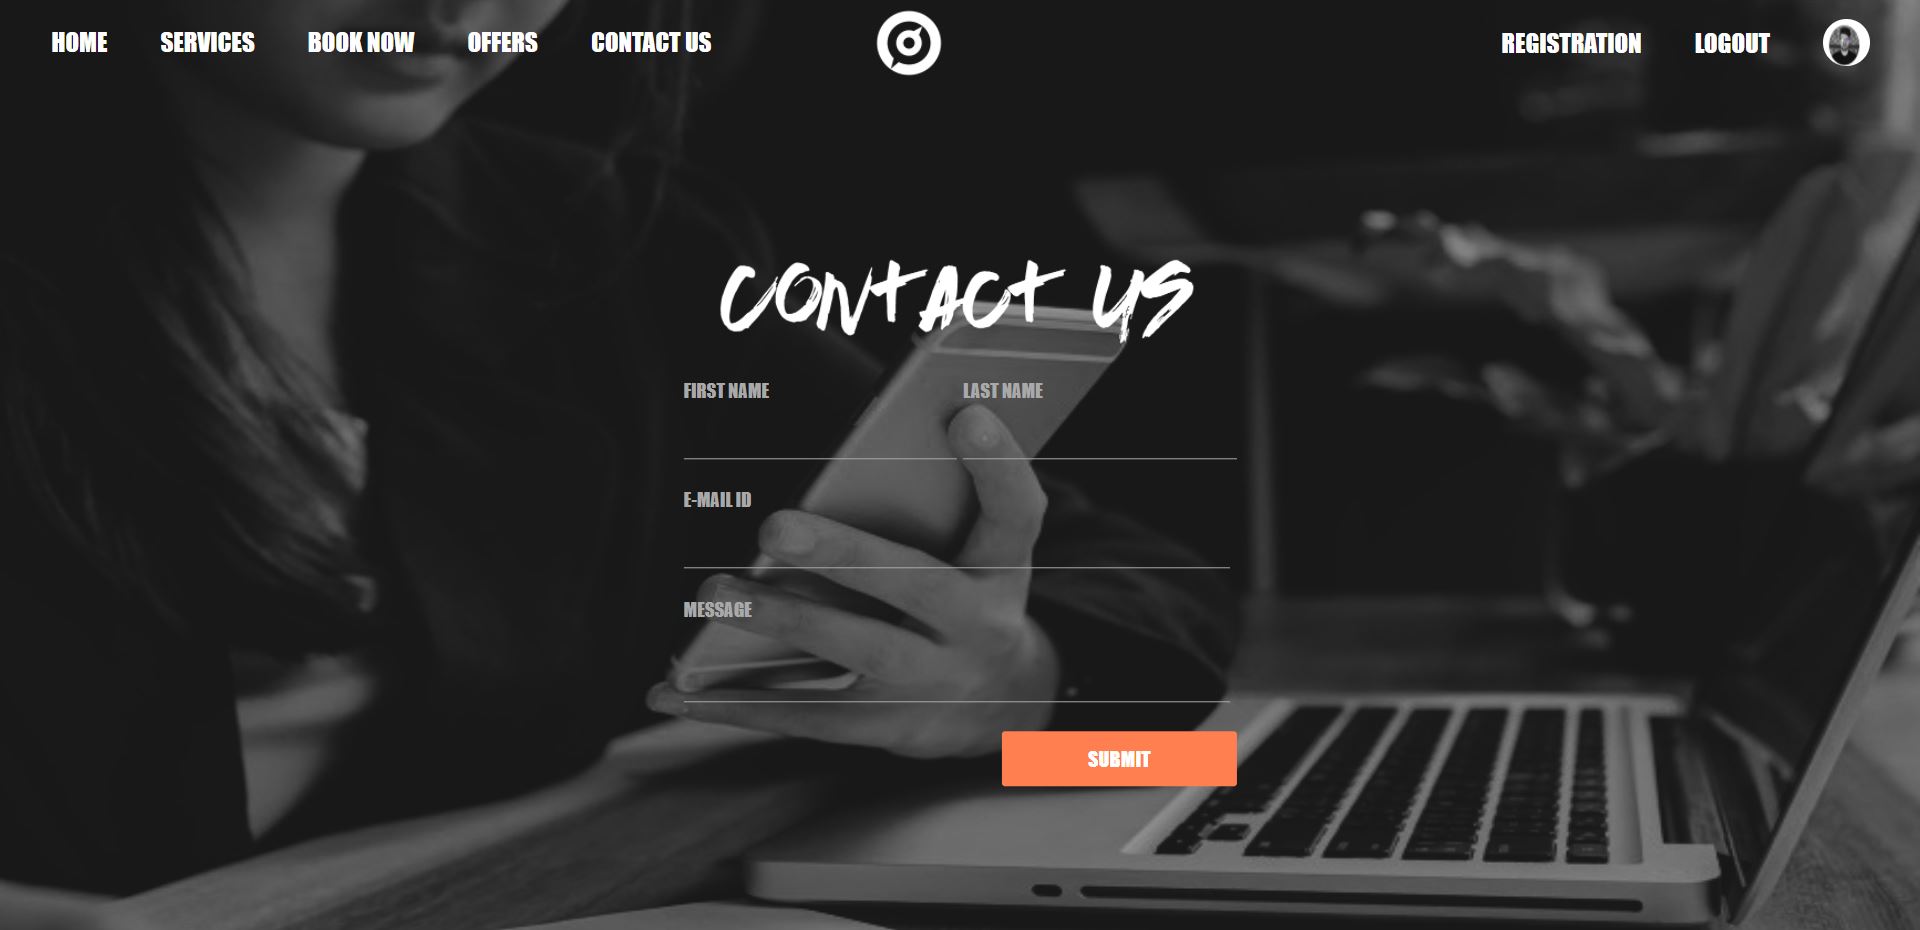 HOME SERVICES BOOK NOW OFFERS CONTACT US REGISTRATION LOGOUT
CONTACT US
FIRST NAME LAST NAME
E-MAIL ID
MESSAGE
SUBMIT